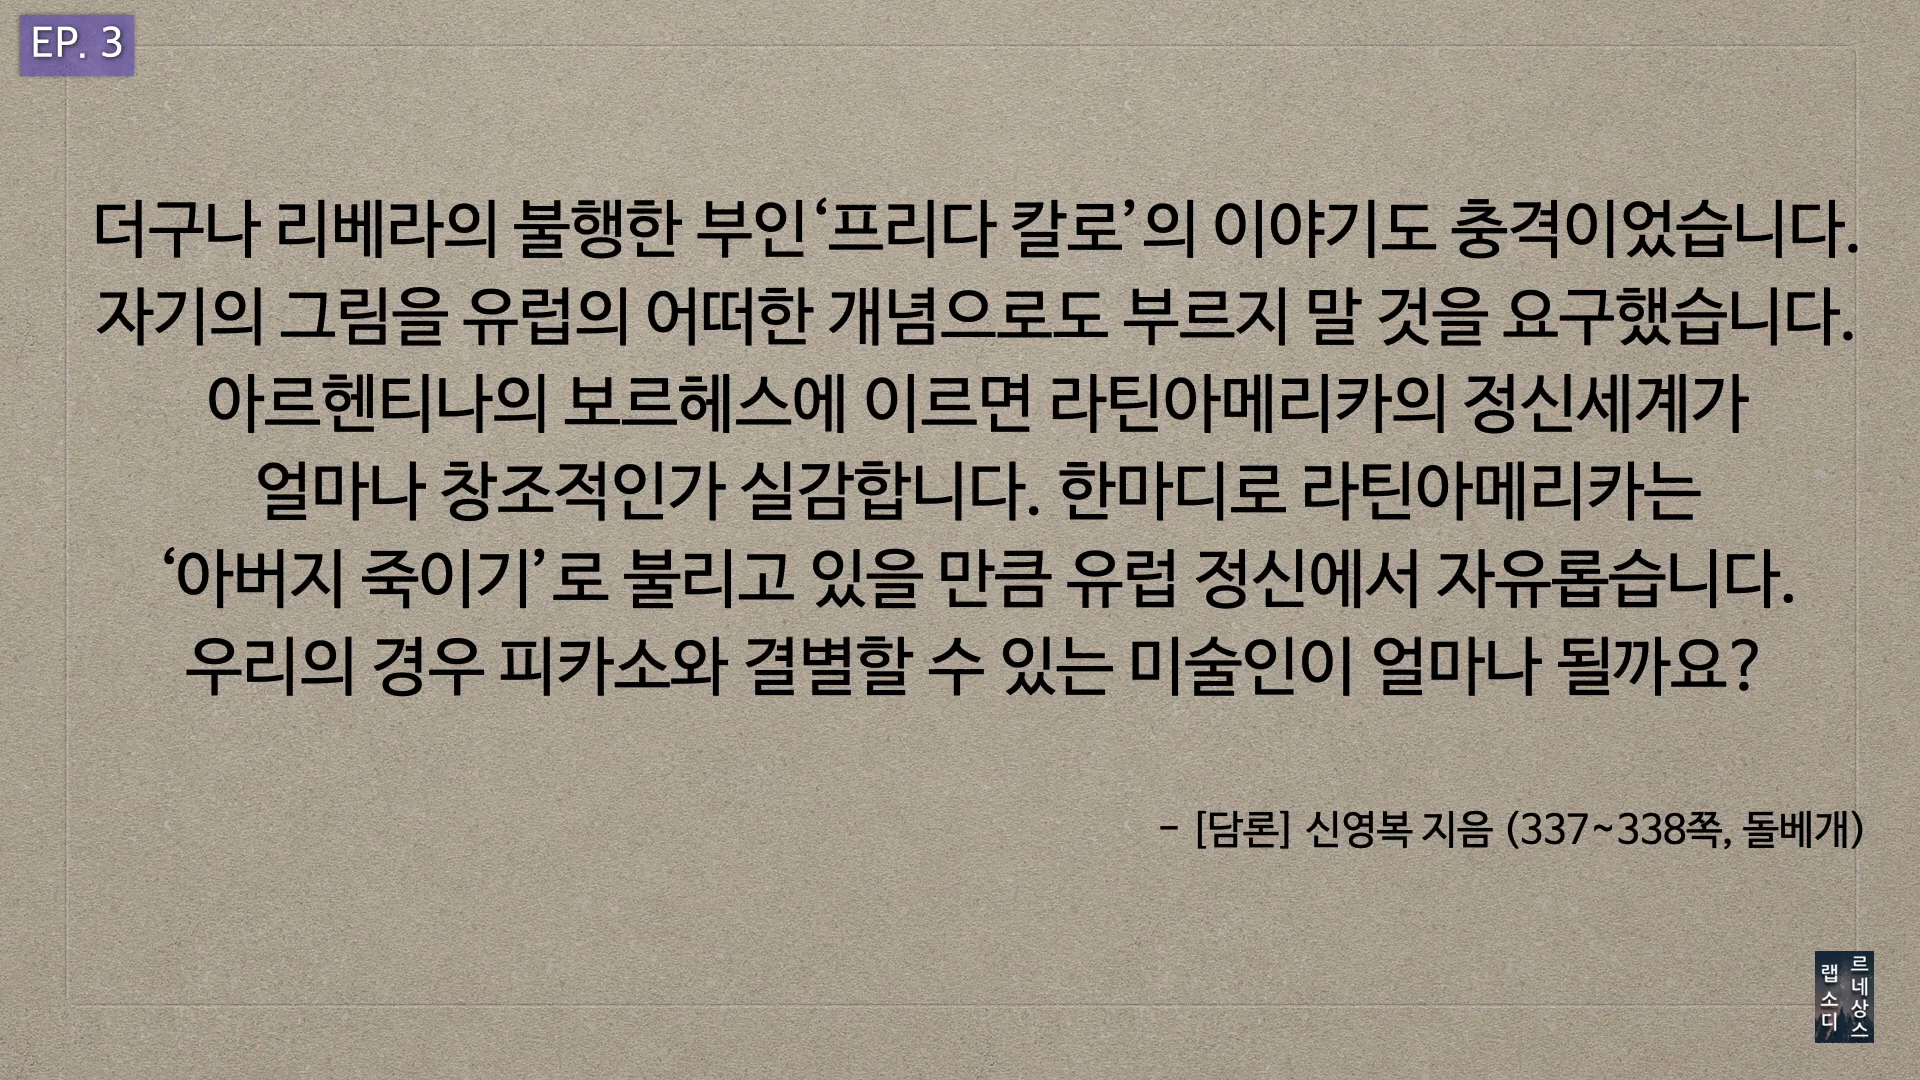 EP. 3
더구나 리베라의 불행한 부인‘프리다 칼로’의 이야기도 충격이었습니다.
자기의 그림을 유럽의 어떠한 개념으로도 부르지 말 것을 요구했습니다.
아르헨티나의 보르헤스에 이르면 라틴아메리카의 정신세계가
얼마나 창조적인가 실감합니다. 한마디로 라틴아메리카는
‘아버지 죽이기’로 불리고 있을 만큼 유럽 정신에서 자유롭습니다.
우리의 경우 피카소와 결별할 수 있는 미술인이 얼마나 될까요?
- [담론] 신영복 지음 (337~338쪽, 돌베개)
르네상스
랩소디